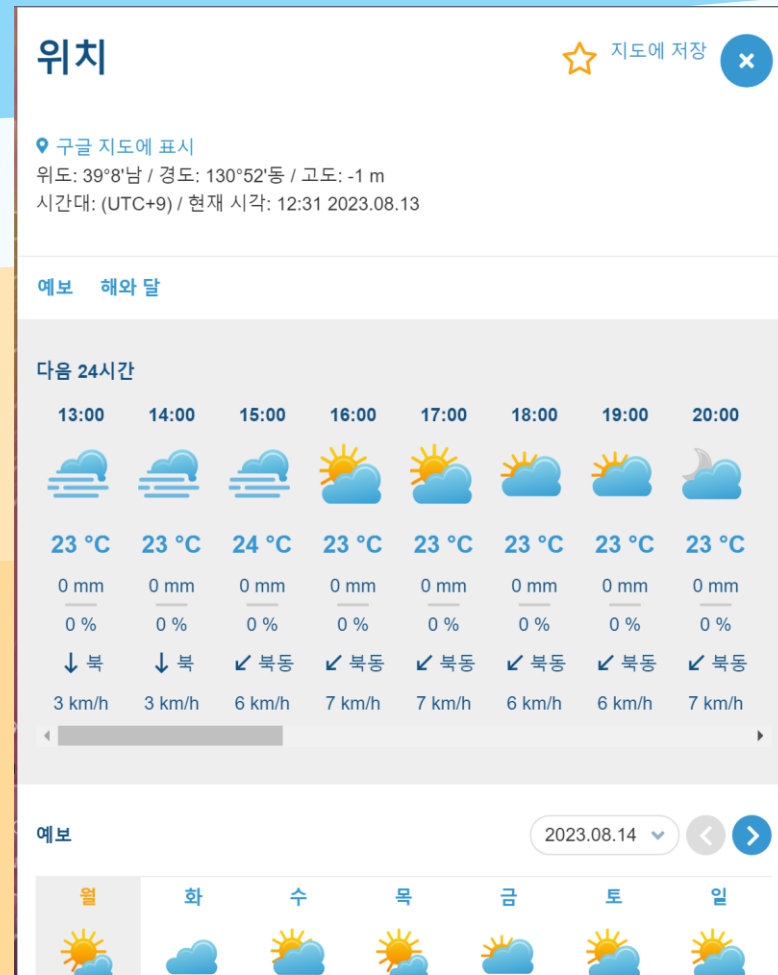 위치
지도에 저장
구글 지도에 표시
위도: 39°8'남 / 경도: 130°52'동 / 고도: -1 m
시간대: (UTC+9) / 현재 시각: 12:31 2023.08.13
예보 해와 달
다음 24시간
13:00 14:00 15:00 16:00 17:00 18:00 19:00 20:00
23 °C 23 °C 24 °C 23 °C 23 °C 23 °C 23 °C 23 °C
0 mm 0 mm 0 mm 0 mm 0 mm 0 mm 0 mm 0 mm
0 % 0 % 0 % 0 % 0 % 0 % 0 % 0 %
↓ 북 ↓ 북 ↙ 북동 ↙ 북동 ↙ 북동 ↙ 북동 ↙ 북동 ↙ 북동
3 km/h 3 km/h 6 km/h 7 km/h 7 km/h 6 km/h 6 km/h 7 km/h
예보 2023.08.14
월 화 수 목 금 토 일